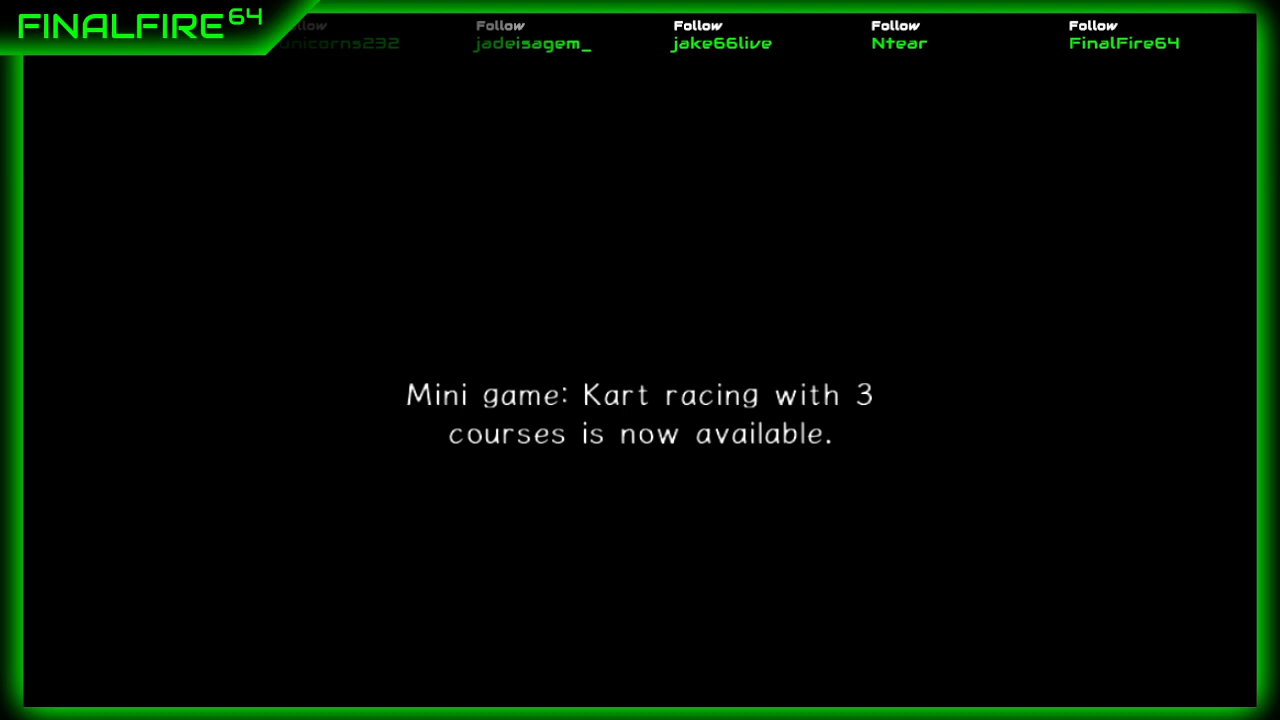 FINALFIRE64
Follow Follow Follow Follow Follow
unicorns232 jadeisagem_ jake66live Ntear FinalFire64
Mini game: Kart racing with 3
courses is now available.